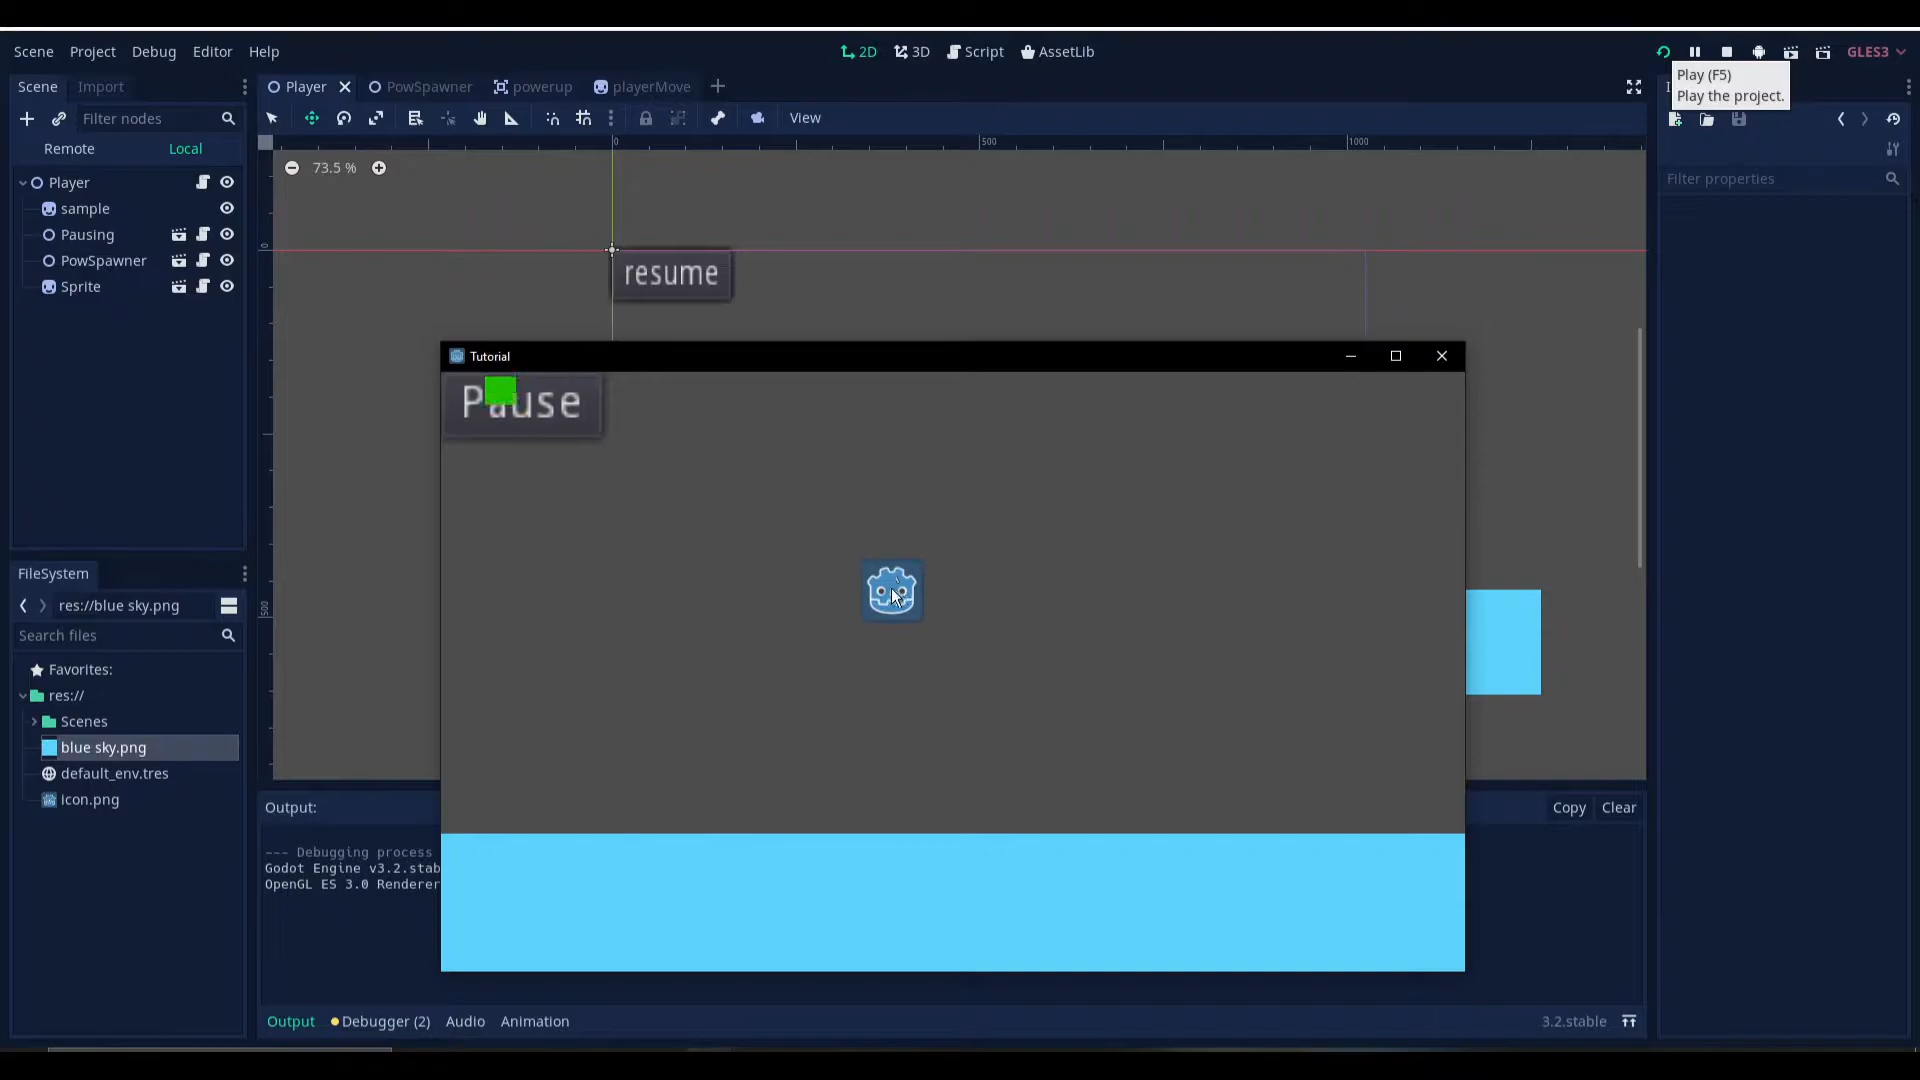 Scene Project Debug Editor Help
2D 3D Script AssetLib
GLES3
Play (F5)
Play the project.
Scene Import
Player PowSpawner powerup playerMove
Filter nodes
View
Remote Local
0 500 1000
73.5 %
Filter properties
Player
sample
Pausing
PowSpawner
Sprite
0
500
resume
Tutorial
Pause
FileSystem
res://blue sky.png
Search files
Favorites:
res://
Scenes
blue sky.png
default_env.tres
icon.png
Output:
Copy Clear
--- Debugging process
Godot Engine v3.2.stab
OpenGL ES 3.0 Renderer
Output Debugger (2) Audio Animation
3.2.stable